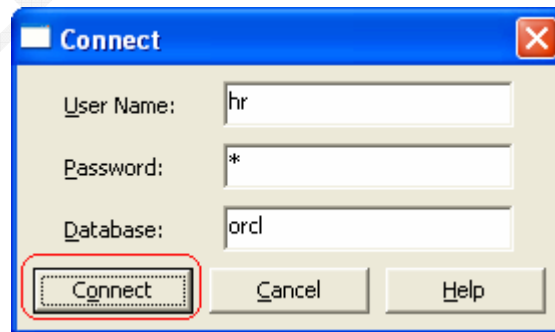 Connect
User Name: hr
Password: *
Database: orcl
Connect Cancel Help